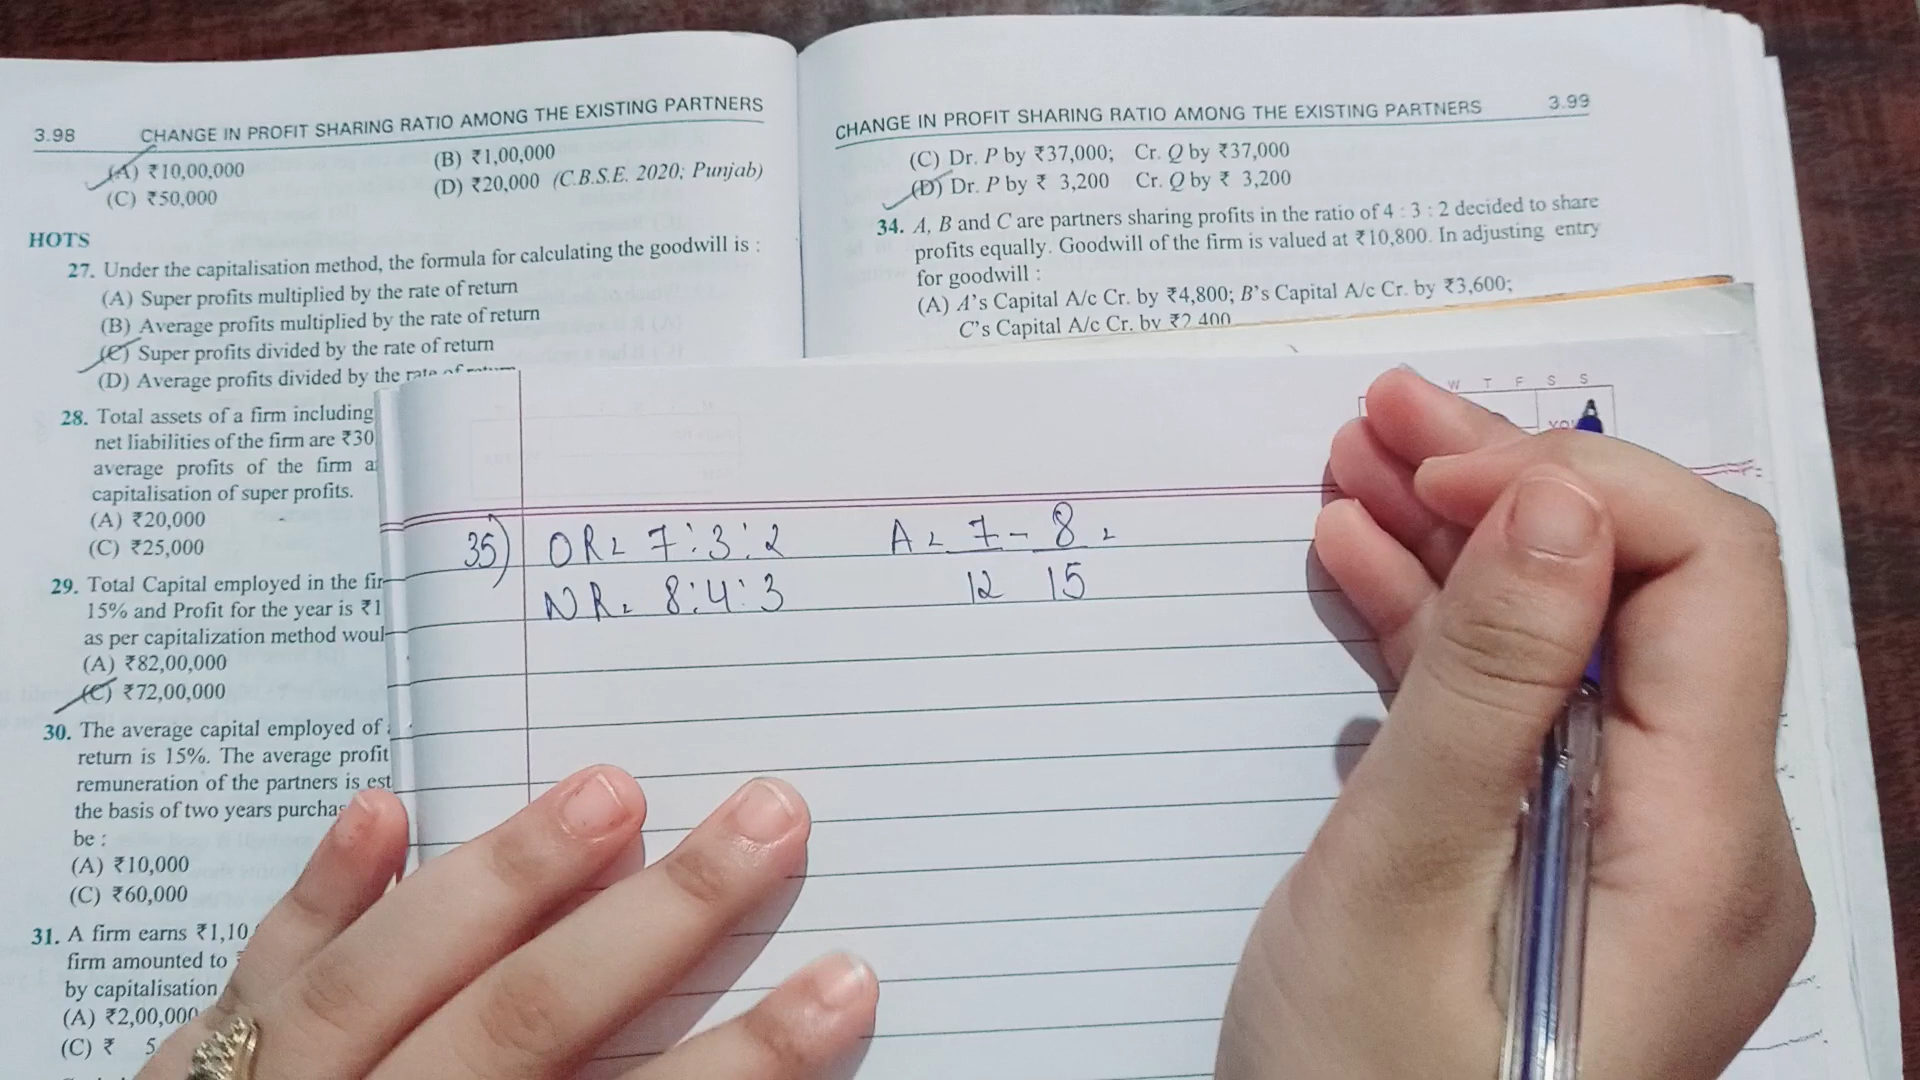 3.98 CHANGE IN PROFIT SHARING RATIO AMONG THE EXISTING PARTNERS
(A) ₹10,00,000 (B) ₹1,00,000
(C) ₹50,000 (D) ₹20,000 (C.B.S.E. 2020; Punjab)
HOTS
27. Under the capitalisation method, the formula for calculating the goodwill is :
(A) Super profits multiplied by the rate of return
(B) Average profits multiplied by the rate of return
(C) Super profits divided by the rate of return
(D) Average profits divided by the rate of return
28. Total assets of a firm including
net liabilities of the firm are ₹30
average profits of the firm a
capitalisation of super profits.
(A) ₹20,000
(C) ₹25,000
29. Total Capital employed in the fir
15% and Profit for the year is ₹1
as per capitalization method woul
(A) ₹82,00,000
(C) ₹72,00,000
30. The average capital employed of
return is 15%. The average profit
remuneration of the partners is est
the basis of two years purchas
be :
(A) ₹10,000
(C) ₹60,000
31. A firm earns ₹1,10
firm amounted to
by capitalisation
(A) ₹2,00,000
(C) ₹ 5
CHANGE IN PROFIT SHARING RATIO AMONG THE EXISTING PARTNERS 3.99
(C) Dr. P by ₹37,000; Cr. Q by ₹37,000
(D) Dr. P by ₹ 3,200 Cr. Q by ₹ 3,200
34. A, B and C are partners sharing profits in the ratio of 4 : 3 : 2 decided to share
profits equally. Goodwill of the firm is valued at ₹10,800. In adjusting entry
for goodwill :
(A) A's Capital A/c Cr. by ₹4,800; B's Capital A/c Cr. by ₹3,600;
C's Capital A/c Cr. by ₹2,400
W T F S S
YOU
35) OR = 7:3:2 A = 7 - 8 =
NR = 8:4:3 12 15